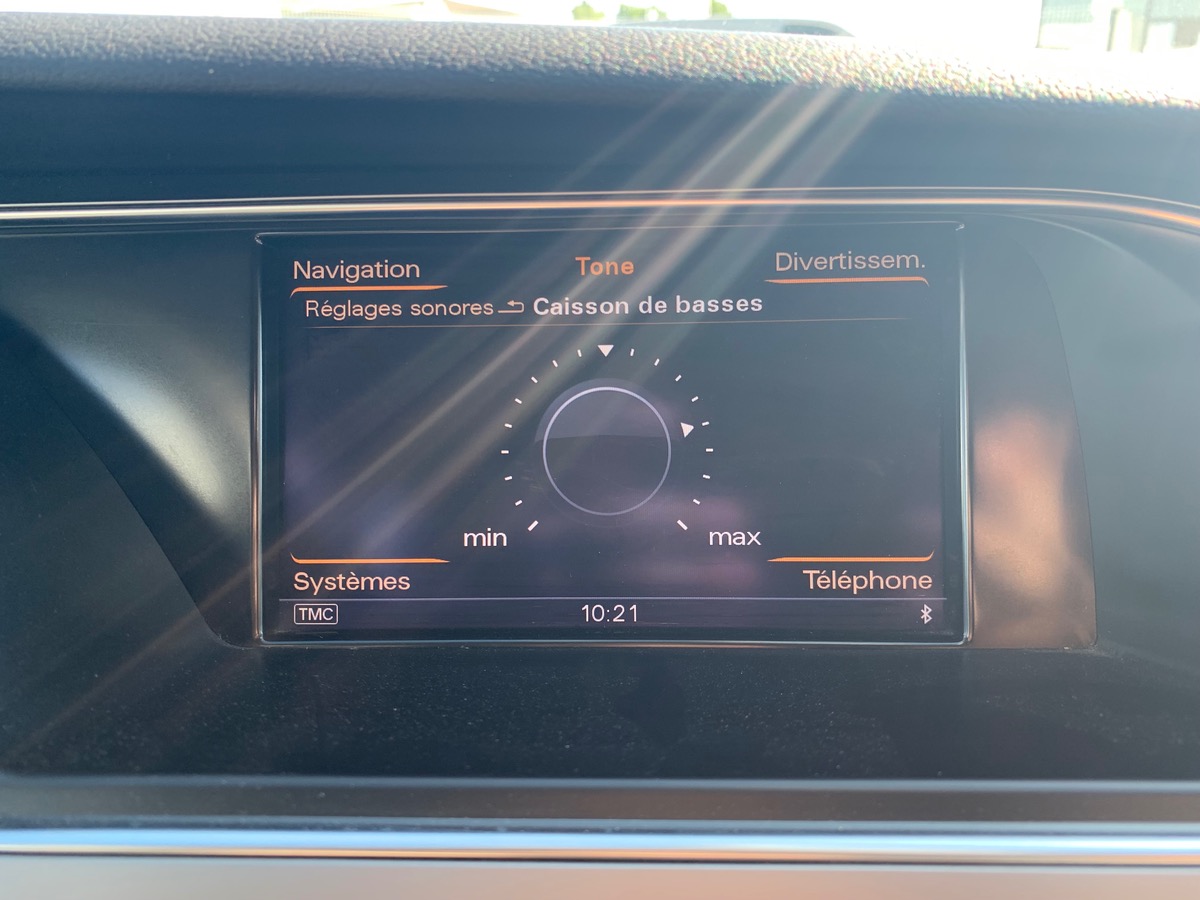 Navigation
Tone
Divertissem.
Réglages sonores Caisson de basses
min
max
Systèmes
Téléphone
TMC
10:21